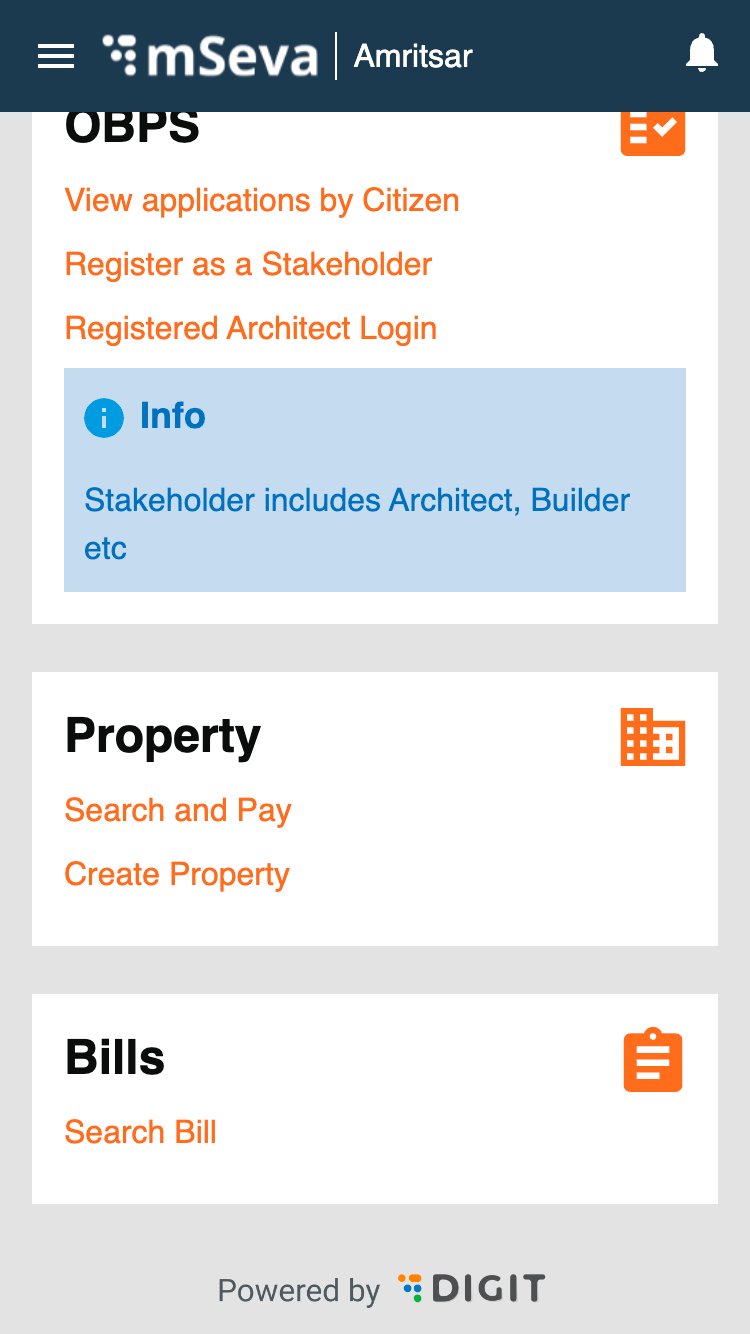 mSeva | Amritsar
OBPS
View applications by Citizen
Register as a Stakeholder
Registered Architect Login
Info
Stakeholder includes Architect, Builder
etc
Property
Search and Pay
Create Property
Bills
Search Bill
Powered by DIGIT